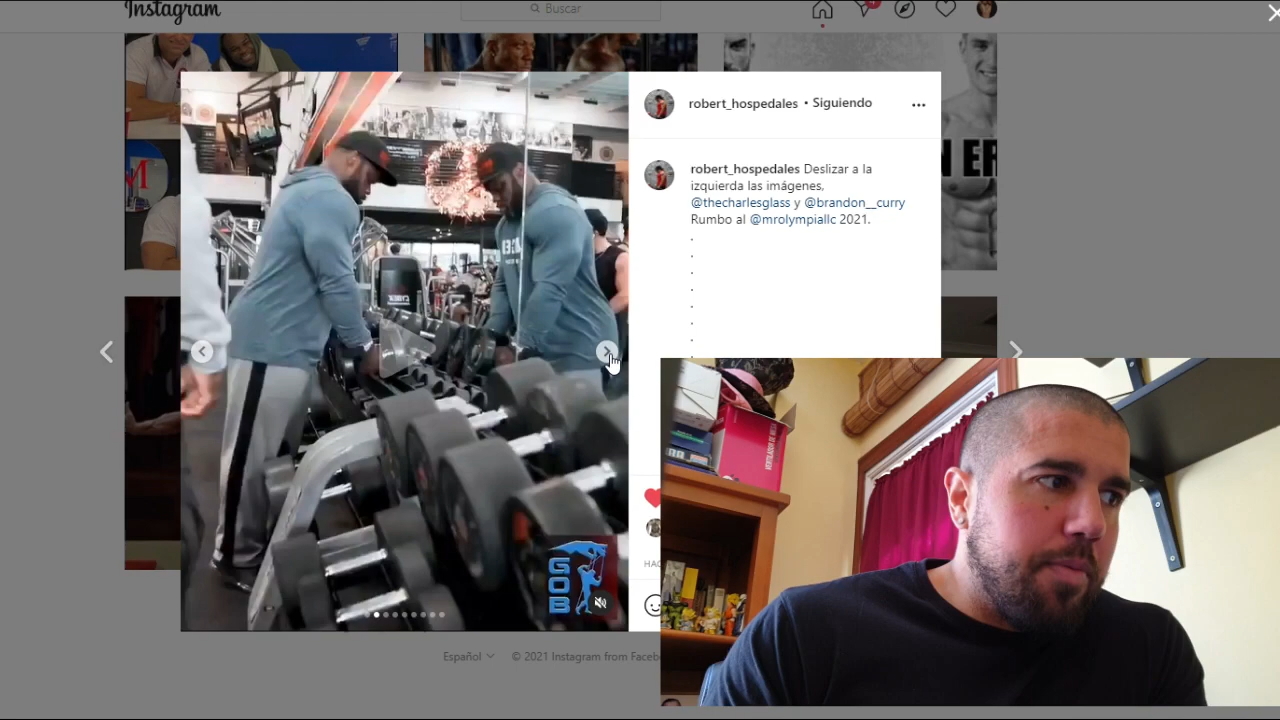 Instagram
Buscar
robert_hospedales • Siguiendo
robert_hospedales Deslizar a la
izquierda las imágenes,
@thecharlesglass y @brandon__curry
Rumbo al @mrolympiallc 2021.
.
.
.
.
.
.
.
.
GOB
Español
© 2021 Instagram from Faceb